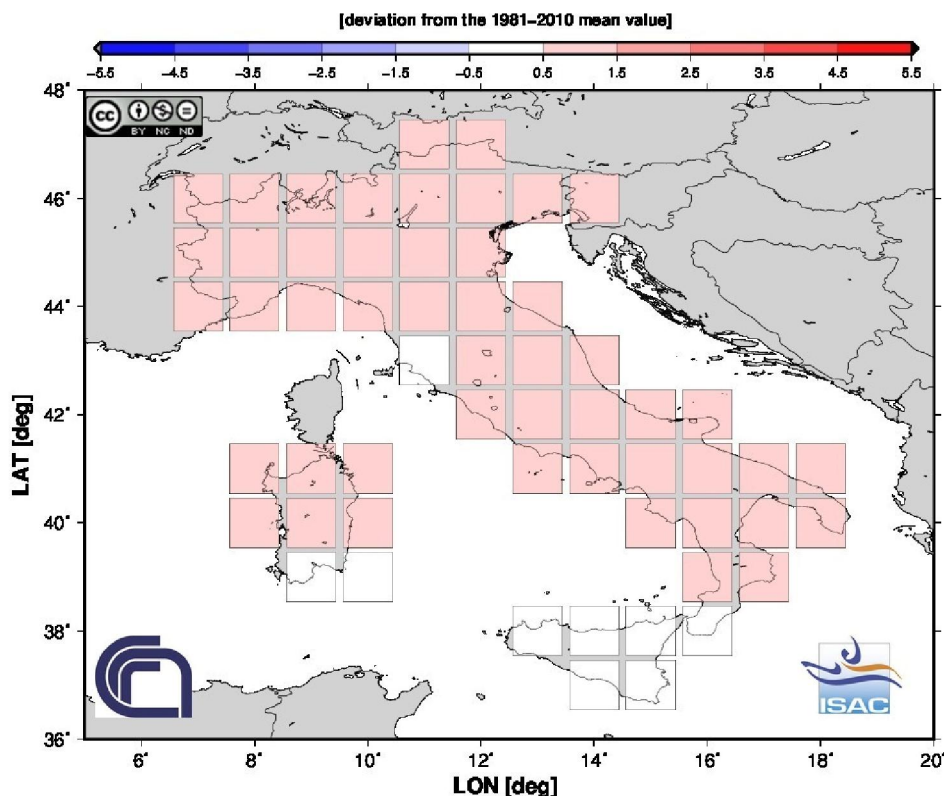 [deviation from the 1981–2010 mean value]
−5.5 −4.5 −3.5 −2.5 −1.5 −0.5 0.5 1.5 2.5 3.5 4.5 5.5
cc BY NC ND
48°
46°
44°
42°
40°
38°
36°
LAT [deg]
ISAC
6° 8° 10° 12° 14° 16° 18° 20°
LON [deg]